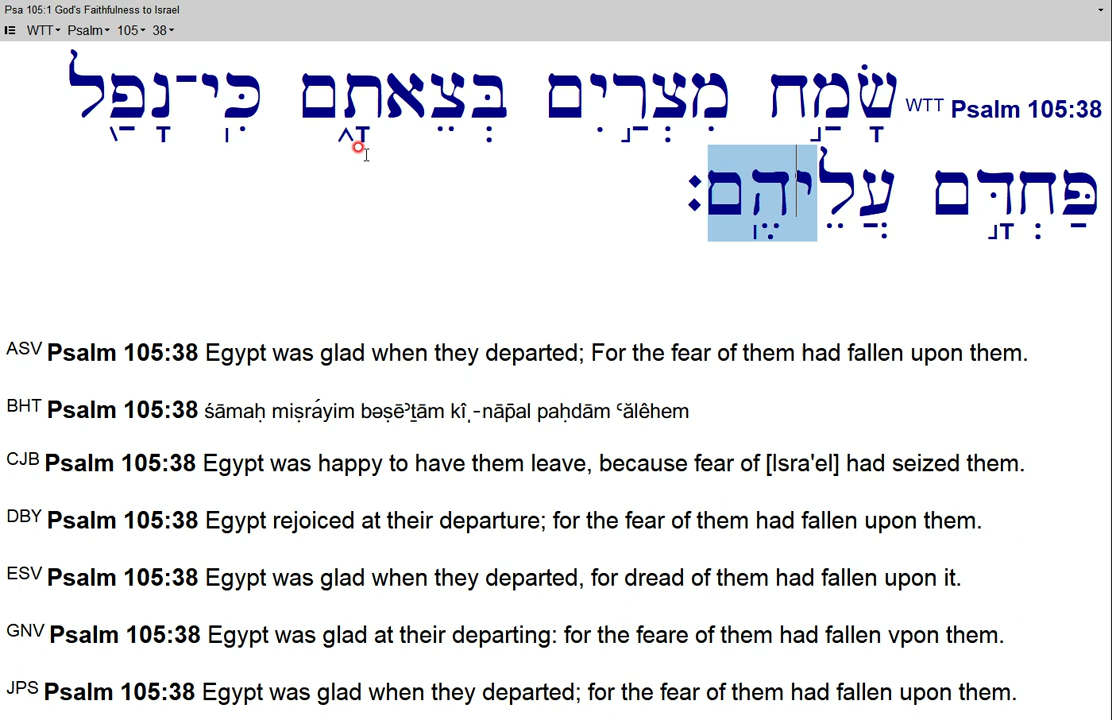 Psa 105:1 God's Faithfulness to Israel
WTT Psalm 105 38
WTT Psalm 105:38 שָׂמַ֣ח מִצְרַ֣יִם בְּצֵאתָ֑ם כִּֽי־נָפַ֖ל
פַּחְדָּ֣ם עֲלֵיהֶֽם׃
ASV Psalm 105:38 Egypt was glad when they departed; For the fear of them had fallen upon them.
BHT Psalm 105:38 śāmaḥ miṣráyim bəṣēʾṯām kî|-nāp̄al paḥdām ʿălêhem
CJB Psalm 105:38 Egypt was happy to have them leave, because fear of [Isra'el] had seized them.
DBY Psalm 105:38 Egypt rejoiced at their departure; for the fear of them had fallen upon them.
ESV Psalm 105:38 Egypt was glad when they departed, for dread of them had fallen upon it.
GNV Psalm 105:38 Egypt was glad at their departing: for the feare of them had fallen vpon them.
JPS Psalm 105:38 Egypt was glad when they departed; for the fear of them had fallen upon them.